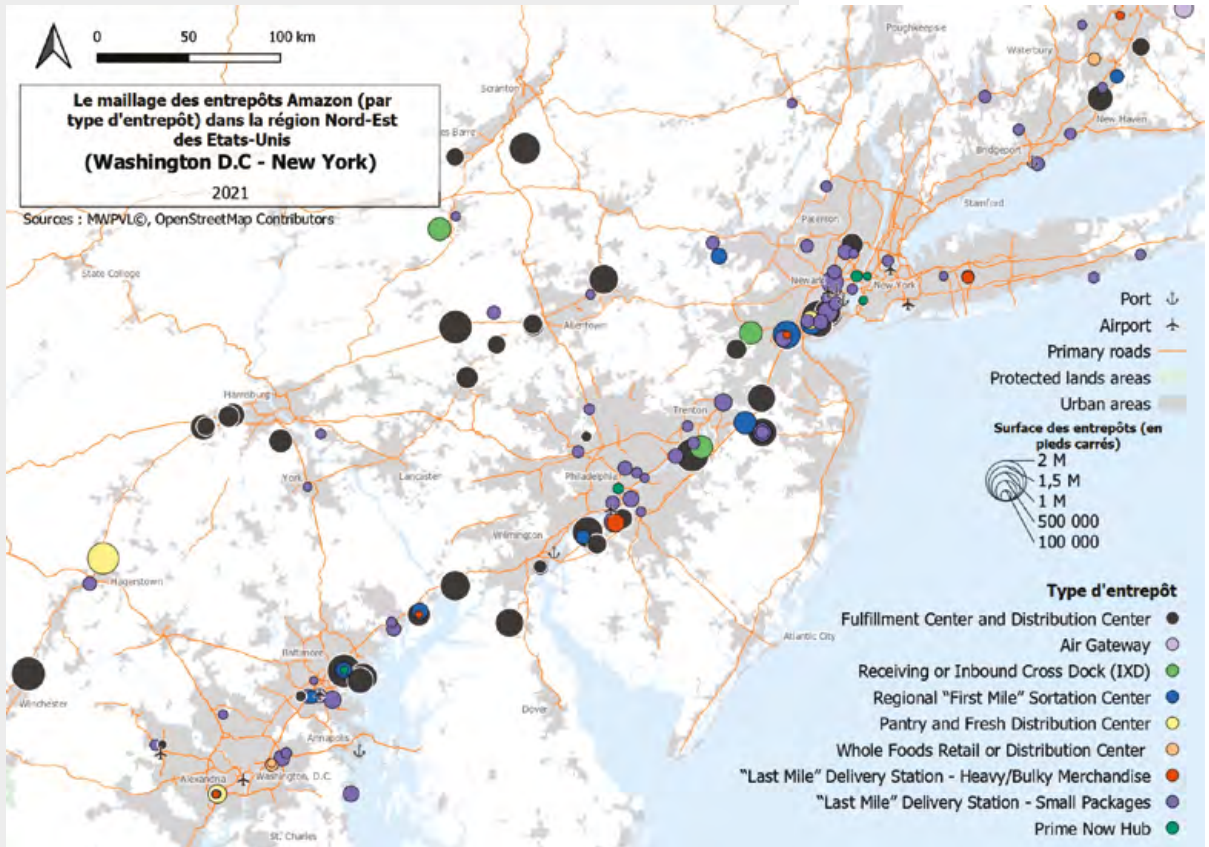 0 50 100 km
Le maillage des entrepôts Amazon (par
type d'entrepôt) dans la région Nord-Est
des Etats-Unis
(Washington D.C - New York)
2021
Sources : MWPVL©, OpenStreetMap Contributors
Poughkeepsie
Waterbury
Scranton
es Barre
New Haven
Bridgeport
Stamford
Paterson
State College
Newark
New York
Allentown
Harrisburg
Trenton
York
Lancaster
Philadelphia
Wilmington
Hagerstown
Atlantic City
Baltimore
Winchester
Dover
Annapolis
Alexandria
Washington, D.C.
St. Charles
Port
Airport
Primary roads
Protected lands areas
Urban areas
Surface des entrepôts (en
pieds carrés)
2 M
1,5 M
1 M
500 000
100 000
Type d'entrepôt
Fulfillment Center and Distribution Center
Air Gateway
Receiving or Inbound Cross Dock (IXD)
Regional “First Mile” Sortation Center
Pantry and Fresh Distribution Center
Whole Foods Retail or Distribution Center
“Last Mile” Delivery Station - Heavy/Bulky Merchandise
“Last Mile” Delivery Station - Small Packages
Prime Now Hub